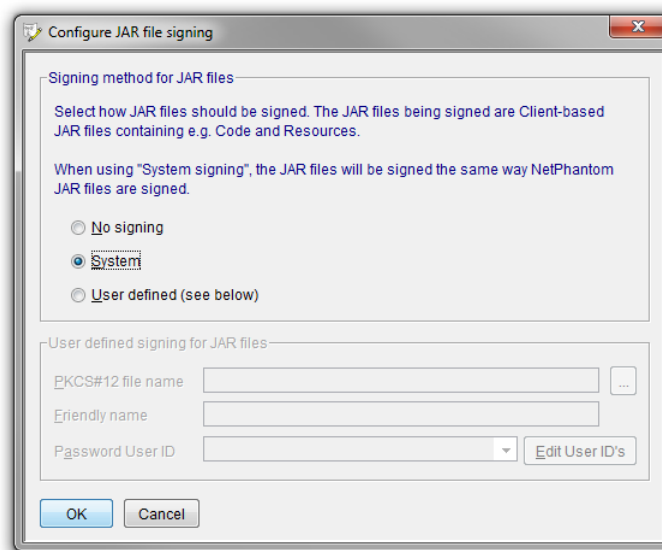 Configure JAR file signing
Signing method for JAR files
Select how JAR files should be signed. The JAR files being signed are Client-based
JAR files containing e.g. Code and Resources.
When using "System signing", the JAR files will be signed the same way NetPhantom
JAR files are signed.
No signing
System
User defined (see below)
User defined signing for JAR files
PKCS#12 file name
...
Friendly name
Password User ID
Edit User ID's
OK
Cancel